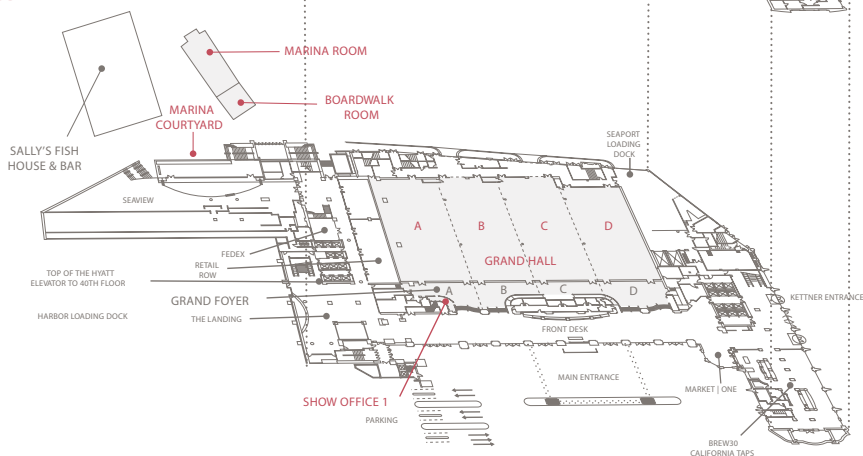 MARINA ROOM
BOARDWALK
ROOM
MARINA
COURTYARD
SALLY'S FISH
HOUSE & BAR
SEAPORT
LOADING
DOCK
SEAVIEW
A
B
C
D
GRAND HALL
FEDEX
RETAIL
ROW
TOP OF THE HYATT
ELEVATOR TO 40TH FLOOR
GRAND FOYER
A
B
C
D
HARBOR LOADING DOCK
THE LANDING
KETTNER ENTRANCE
FRONT DESK
MAIN ENTRANCE
MARKET | ONE
SHOW OFFICE 1
PARKING
BREW30
CALIFORNIA TAPS